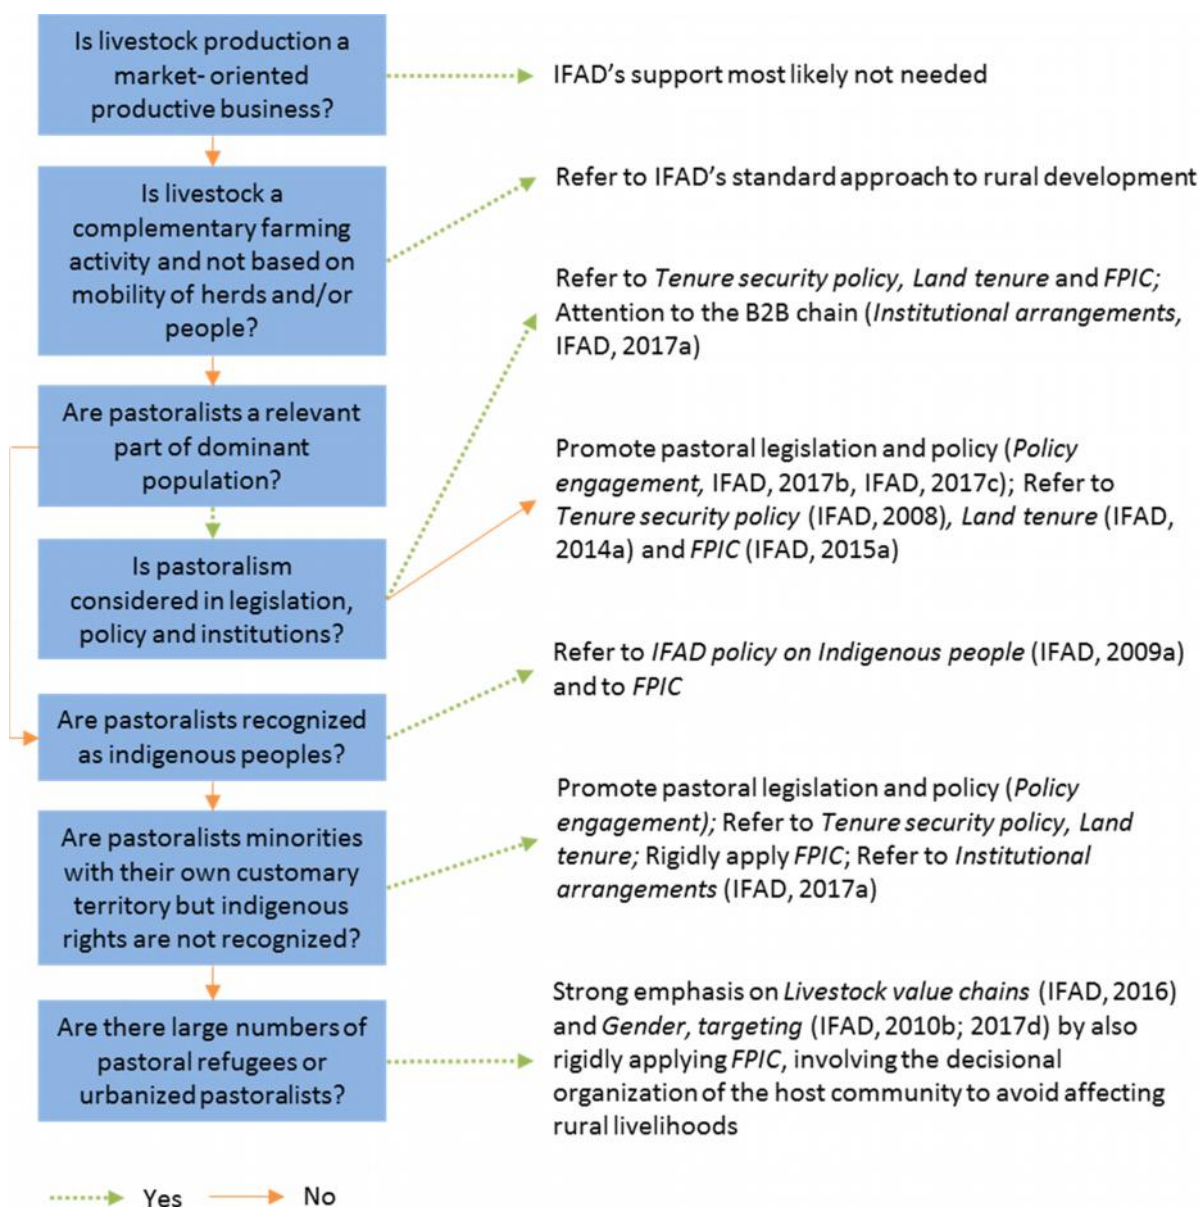 Is livestock production a
market- oriented
productive business?
IFAD’s support most likely not needed
Is livestock a
complementary farming
activity and not based on
mobility of herds and/or
people?
Refer to IFAD’s standard approach to rural development
Refer to Tenure security policy, Land tenure and FPIC;
Attention to the B2B chain (Institutional arrangements,
IFAD, 2017a)
Are pastoralists a relevant
part of dominant
population?
Promote pastoral legislation and policy (Policy
engagement, IFAD, 2017b, IFAD, 2017c); Refer to
Tenure security policy (IFAD, 2008), Land tenure (IFAD,
2014a) and FPIC (IFAD, 2015a)
Is pastoralism
considered in legislation,
policy and institutions?
Refer to IFAD policy on Indigenous people (IFAD, 2009a)
and to FPIC
Are pastoralists recognized
as indigenous peoples?
Promote pastoral legislation and policy (Policy
engagement); Refer to Tenure security policy, Land
tenure; Rigidly apply FPIC; Refer to Institutional
arrangements (IFAD, 2017a)
Are pastoralists minorities
with their own customary
territory but indigenous
rights are not recognized?
Strong emphasis on Livestock value chains (IFAD, 2016)
and Gender, targeting (IFAD, 2010b; 2017d) by also
rigidly applying FPIC, involving the decisional
organization of the host community to avoid affecting
rural livelihoods
Are there large numbers of
pastoral refugees or
urbanized pastoralists?
Yes
No